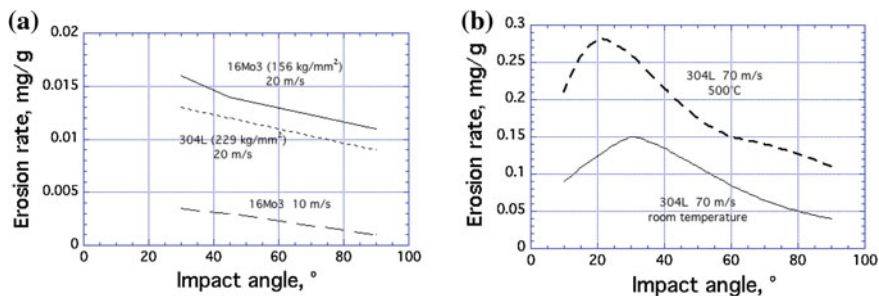 (a)
0.02
0.015
0.01
0.005
0
Erosion rate, mg/g
16Mo3 (156 kg/mm²)
20 m/s
304L (229 kg/mm²)
20 m/s
16Mo3 10 m/s
0 20 40 60 80 100
Impact angle, °
(b)
0.3
0.25
0.2
0.15
0.1
0.05
0
Erosion rate, mg/g
304L 70 m/s
500°C
304L 70 m/s
room temperature
0 20 40 60 80 100
Impact angle, °